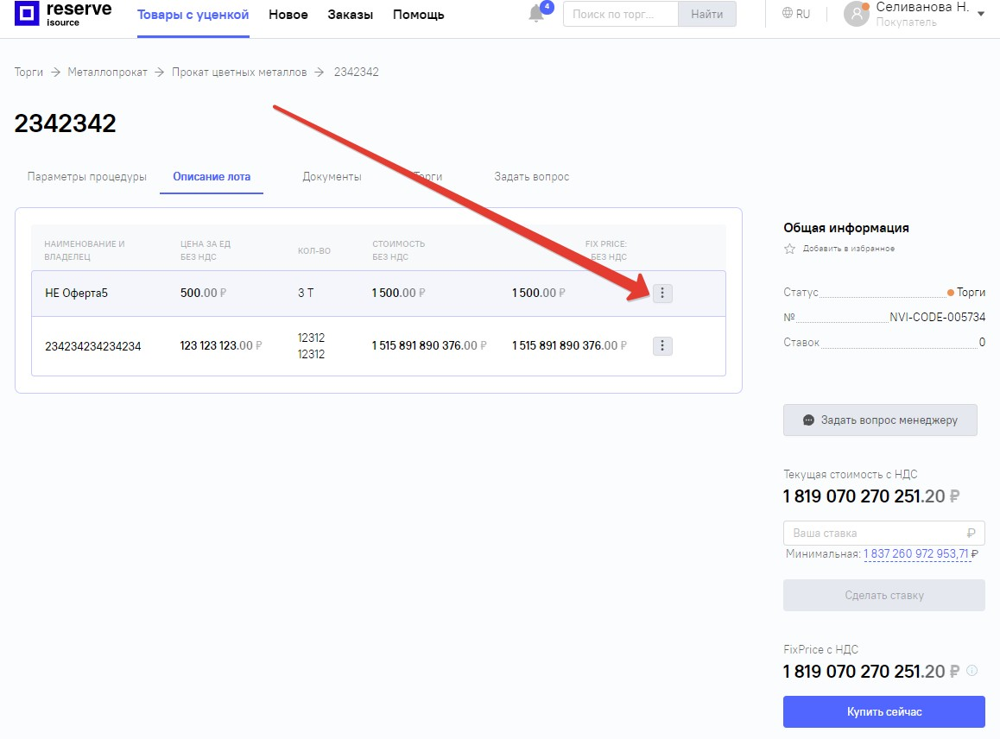 reserve
isource
Товары с уценкой Новое Заказы Помощь 4 Поиск по торг... Найти RU Селиванова Н.
Покупатель
Торги → Металлопрокат → Прокат цветных металлов → 2342342
2342342
Параметры процедуры Описание лота Документы Торги Задать вопрос
НАИМЕНОВАНИЕ И ВЛАДЕЛЕЦ
ЦЕНА ЗА ЕД БЕЗ НДС
КОЛ-ВО
СТОИМОСТЬ БЕЗ НДС
FIX PRICE: БЕЗ НДС
НЕ Оферта5 500.00 ₽ 3 Т 1 500.00 ₽ 1 500.00 ₽
234234234234234 123 123 123.00 ₽ 12312 12312 1 515 891 890 376.00 ₽ 1 515 891 890 376.00 ₽
Общая информация
Добавить в избранное
Статус Торги
№ NVI-CODE-005734
Ставок 0
Задать вопрос менеджеру
Текущая стоимость с НДС
1 819 070 270 251.20 ₽
Ваша ставка ₽
Минимальная: 1 837 260 972 953,71 ₽
Сделать ставку
FixPrice с НДС
1 819 070 270 251.20 ₽
Купить сейчас